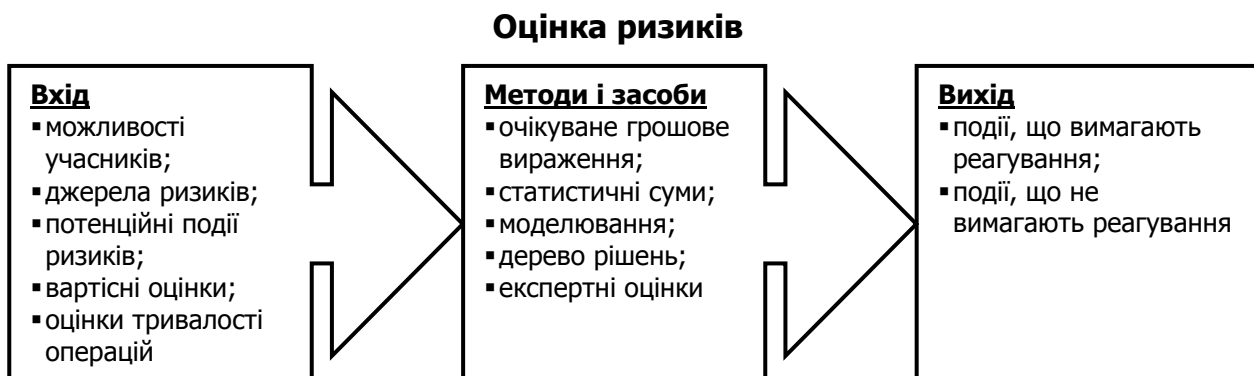 Оцінка ризиків
Вхід
▪можливості
учасників;
▪джерела ризиків;
▪потенційні події
ризиків;
▪вартісні оцінки;
▪оцінки тривалості
операцій
Методи і засоби
▪очікуване грошове
вираження;
▪статистичні суми;
▪моделювання;
▪дерево рішень;
▪експертні оцінки
Вихід
▪події, що вимагають
реагування;
▪події, що не
вимагають реагування